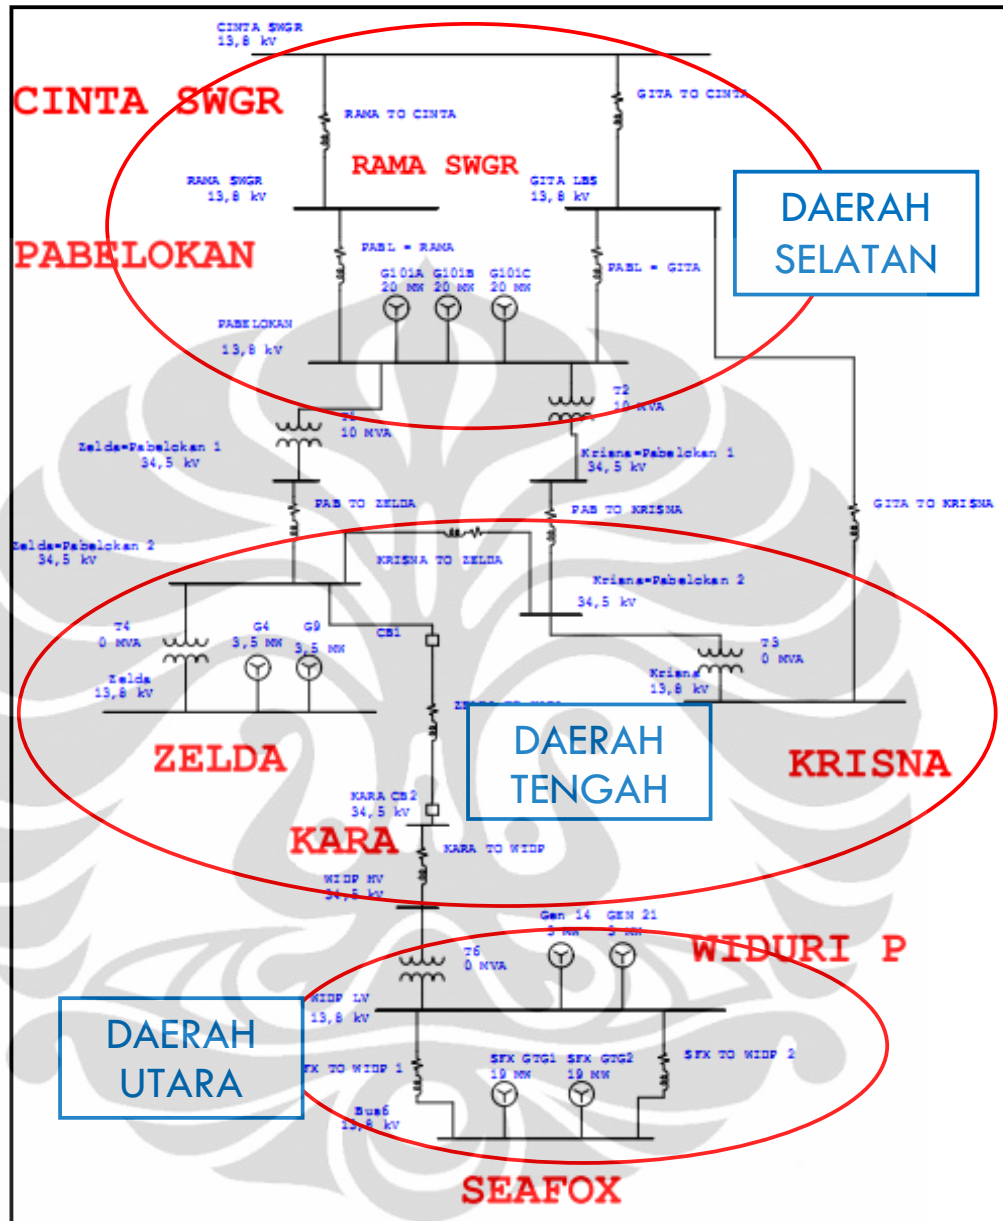 CINTA SWGR
13,8 kV
CINTA SWGR
GITA TO CINTA
RAMA TO CINTA
RAMA SWGR
RAMA SWGR
13,8 kV
GITA LBS
13,8 kV
DAERAH
SELATAN
PABELOKAN
PABL = RAMA
PABL = GITA
G101A
20 MW
G101B
20 MW
G101C
20 MW
PABELOKAN
13,8 kV
T1
10 MVA
T2
10 MVA
Zelda=Pabelokan 1
34,5 kV
Krisna=Pabelokan 1
34,5 kV
PAB TO ZELDA
PAB TO KRISNA
GITA TO KRISNA
Zelda=Pabelokan 2
34,5 kV
KRISNA TO ZELDA
Krisna=Pabelokan 2
34,5 kV
T4
0 MVA
G4
3,5 MW
G9
3,5 MW
CB1
T3
0 MVA
Zelda
13,8 kV
Krisna
13,8 kV
DAERAH
TENGAH
ZELDA
KRISNA
KARA CB2
34,5 kV
KARA
KARA TO WIDP
WIDP HV
34,5 kV
Gen 14
3 MW
GEN 21
3 MW
WIDURI P
T6
0 MVA
WIDP LV
13,8 kV
DAERAH
UTARA
TO WIDP 1
SFX GTG1
19 MW
SFX GTG2
19 MW
SFX TO WIDP 2
Bus6
13,8 kV
SEAFOX